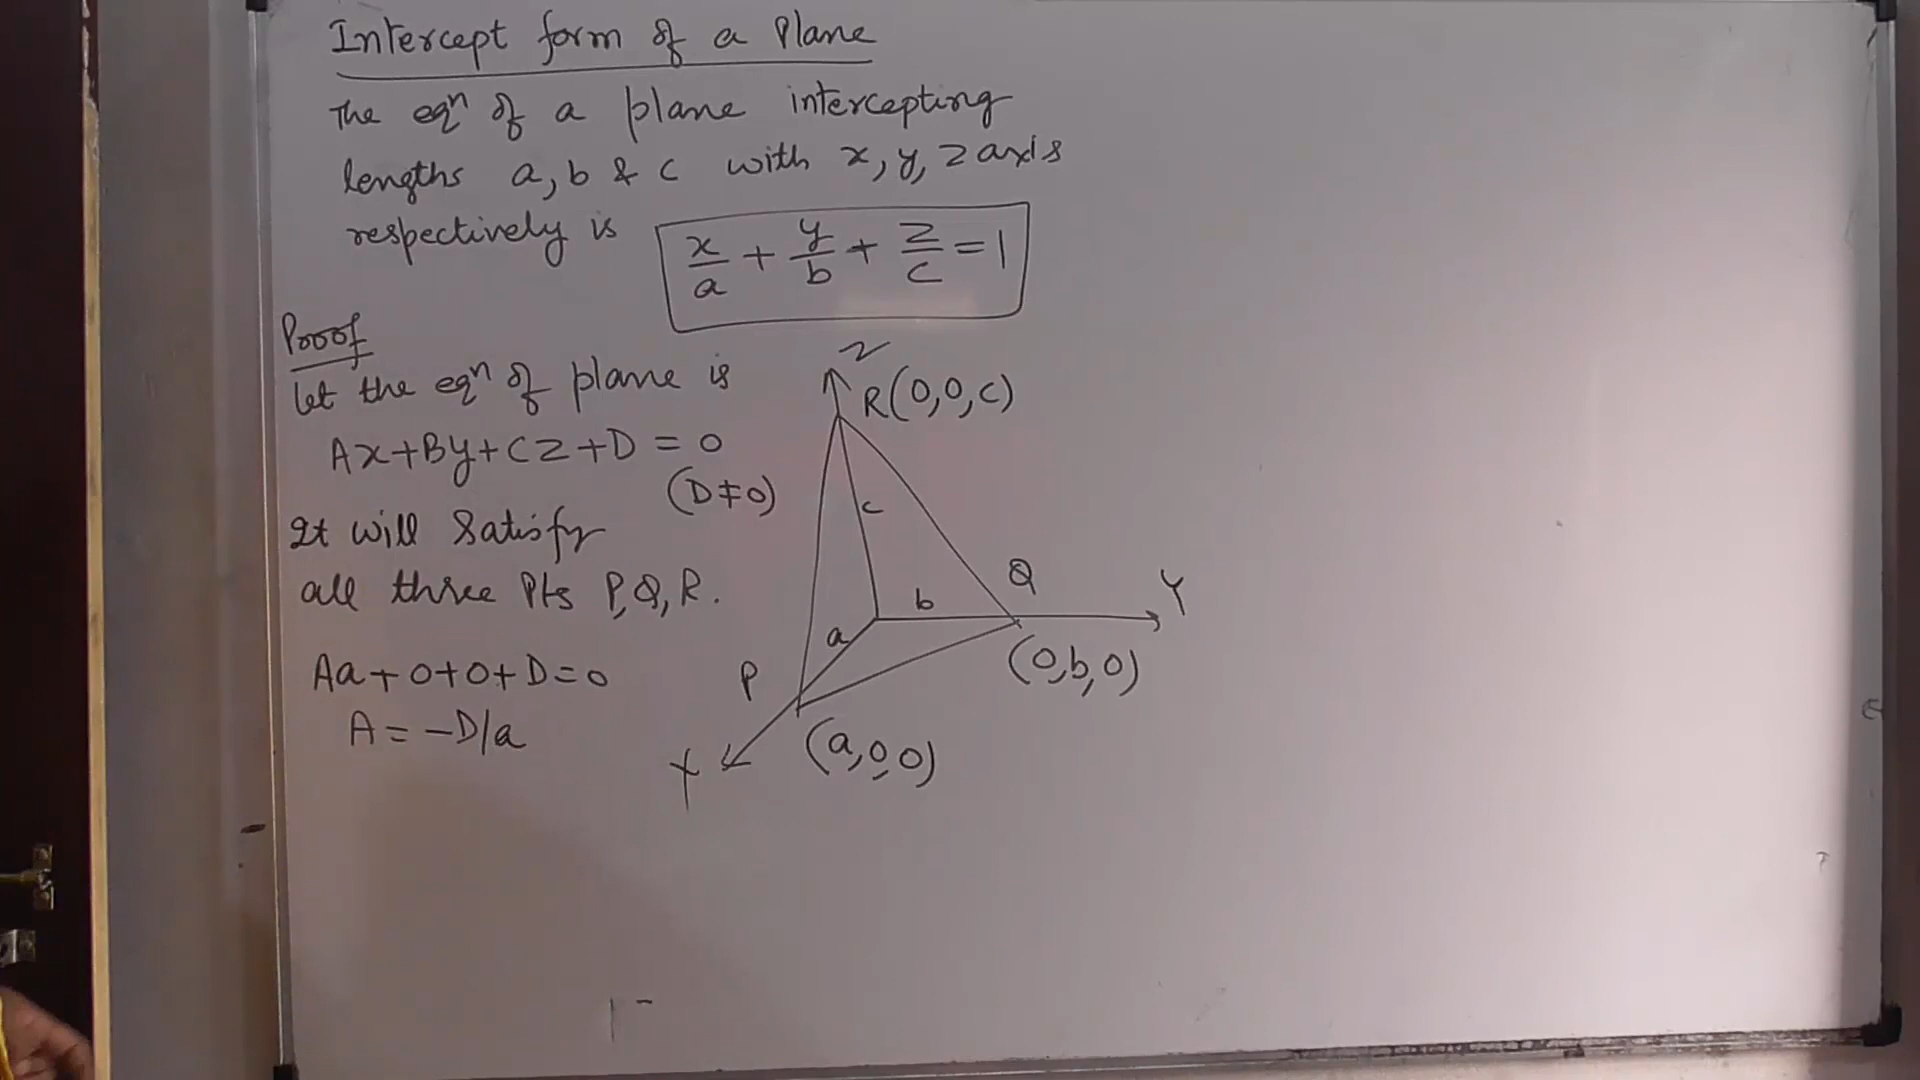 Intercept form of a Plane
The eqⁿ of a plane intercepting
lengths a, b & c with x, y, z axis
respectively is x/a + y/b + z/c = 1
Proof
let the eqⁿ of plane is
Ax+By+Cz+D = 0
(D≠0)
It will satisfy
all three Pts P, Q, R.
Aa+0+0+D=0
A = -D/a
Z
R(0,0,c)
c
Q
Y
b
a
(0,b,0)
P
(a,0,0)
X